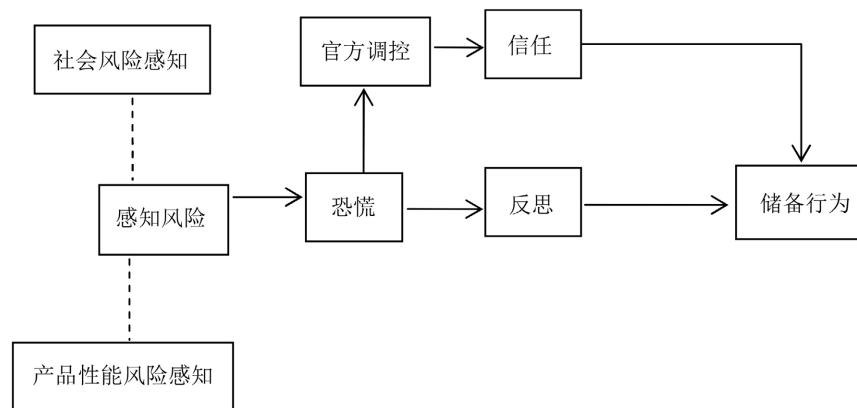 社会风险感知
官方调控
信任
感知风险
恐慌
反思
储备行为
产品性能风险感知